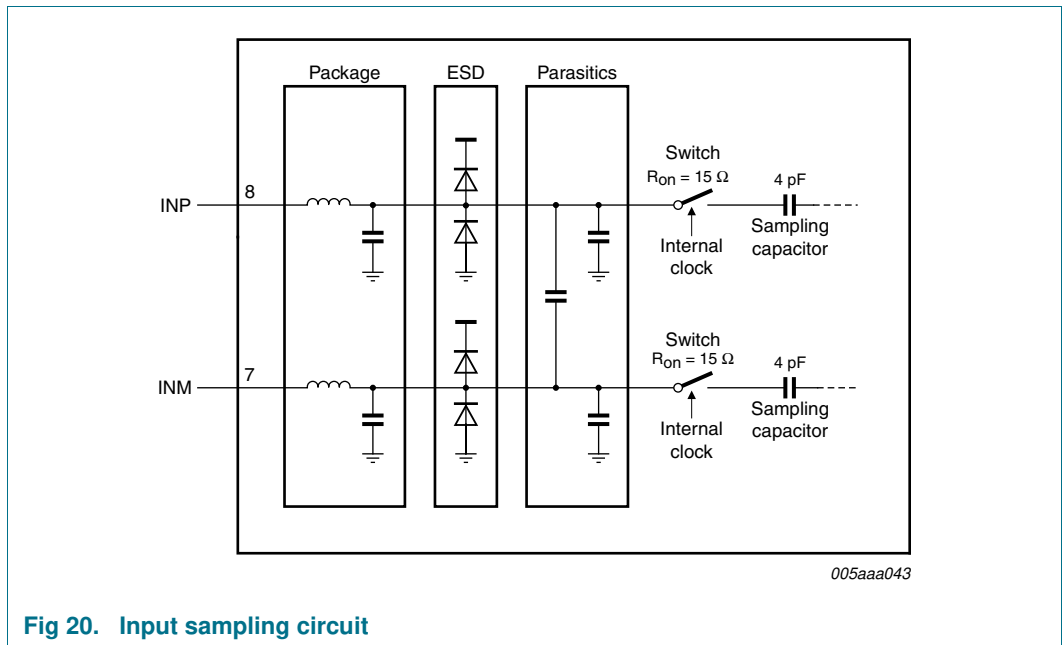 Package ESD Parasitics
Switch
Ron = 15 Ω
4 pF
INP
8
Internal
clock
Sampling
capacitor
Switch
Ron = 15 Ω
4 pF
INM
7
Internal
clock
Sampling
capacitor
005aaa043
Fig 20. Input sampling circuit